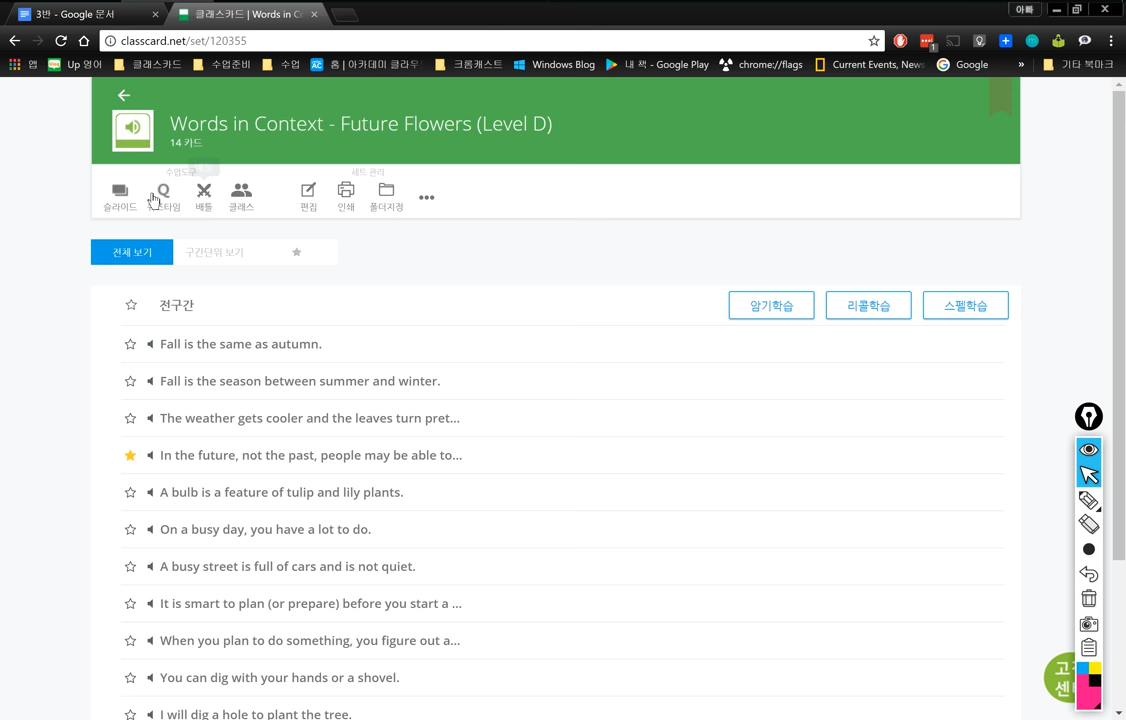 3반 - Google 문서
클래스카드 | Words in Co
아빠
classcard.net/set/120355
앱
Up 영어
클래스카드
수업준비
수업
홈 | 아카데미 클라우
크롬캐스트
Windows Blog
내 책 - Google Play
chrome://flags
Current Events, News
Google
»
기타 북마크
Words in Context - Future Flowers (Level D)
14 카드
수업도구
세트 관리
슬라이드
타임
배틀
클래스
편집
인쇄
폴더지정
전체 보기
구간단위 보기
전구간
암기학습
리콜학습
스펠학습
Fall is the same as autumn.
Fall is the season between summer and winter.
The weather gets cooler and the leaves turn pret...
In the future, not the past, people may be able to...
A bulb is a feature of tulip and lily plants.
On a busy day, you have a lot to do.
A busy street is full of cars and is not quiet.
It is smart to plan (or prepare) before you start a ...
When you plan to do something, you figure out a...
You can dig with your hands or a shovel.
I will dig a hole to plant the tree.
고
센